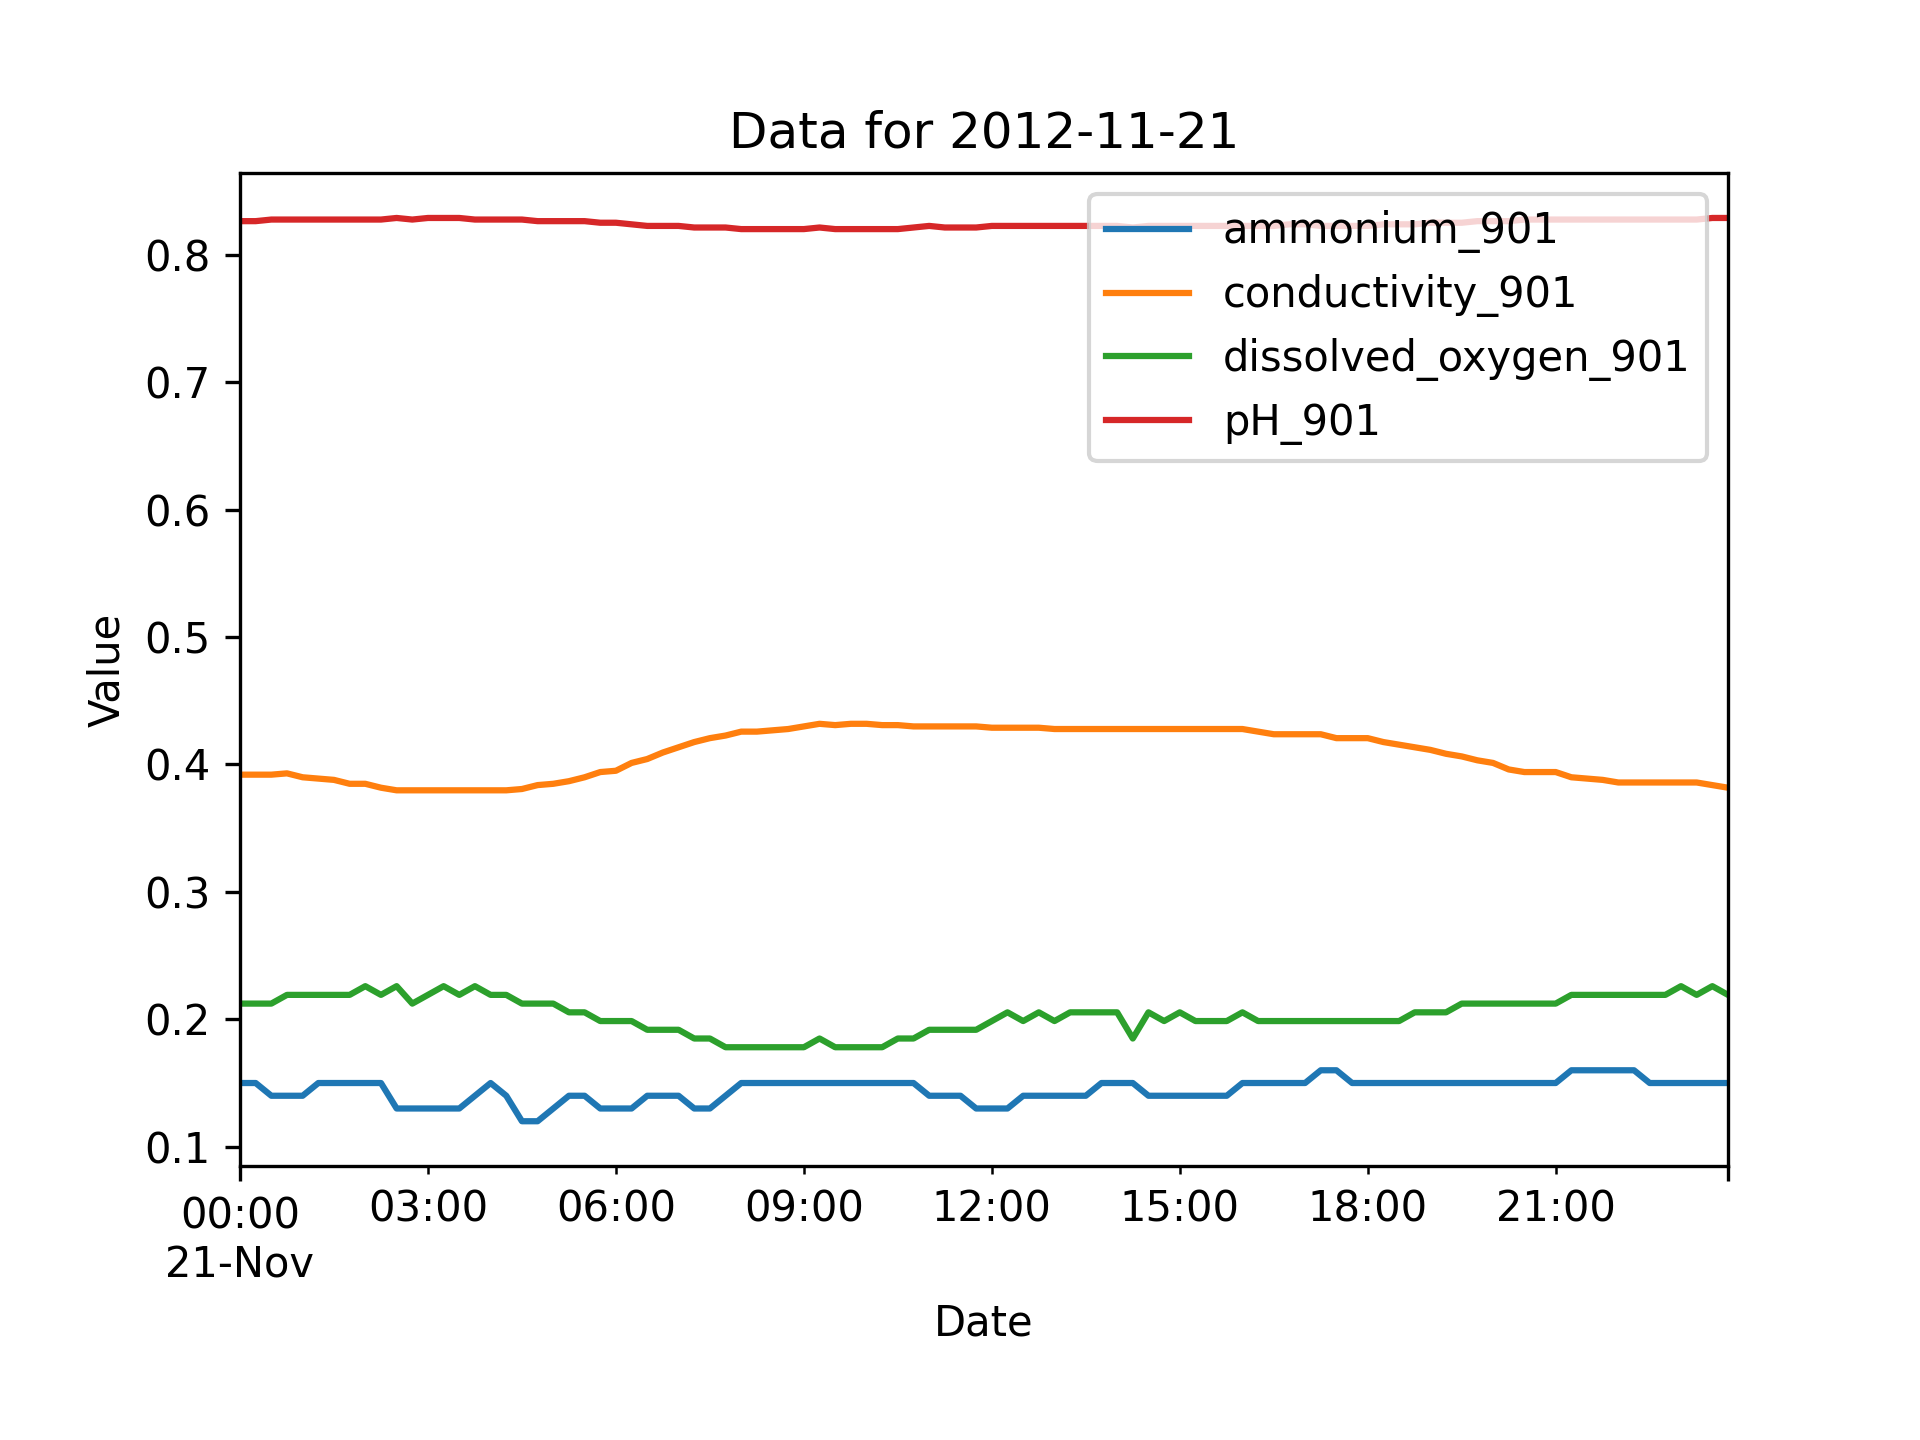 Data for 2012-11-21
ammonium_901
conductivity_901
dissolved_oxygen_901
pH_901
Value
0.8
0.7
0.6
0.5
0.4
0.3
0.2
0.1
00:00 03:00 06:00 09:00 12:00 15:00 18:00 21:00
21-Nov
Date